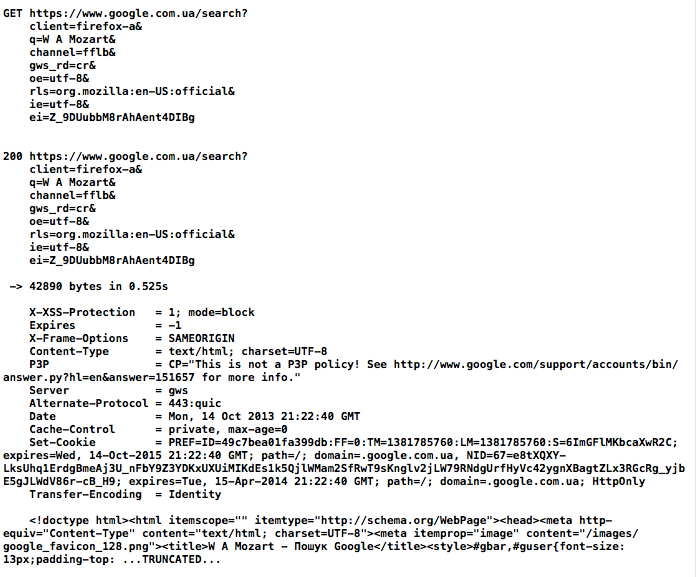 GET https://www.google.com.ua/search?
client=firefox-a&
q=W A Mozart&
channel=fflb&
gws_rd=cr&
oe=utf-8&
rls=org.mozilla:en-US:official&
ie=utf-8&
ei=Z_9DUubbM8rAhAent4DIBg
200 https://www.google.com.ua/search?
client=firefox-a&
q=W A Mozart&
channel=fflb&
gws_rd=cr&
oe=utf-8&
rls=org.mozilla:en-US:official&
ie=utf-8&
ei=Z_9DUubbM8rAhAent4DIBg
—> 42890 bytes in 0.525s
X-XSS-Protection = 1; mode=block
Expires = -1
X-Frame-Options = SAMEORIGIN
Content-Type = text/html; charset=UTF-8
P3P = CP="This is not a P3P policy! See http://www.google.com/support/accounts/bin/
answer.py?hl=en&answer=151657 for more info."
Server = gws
Alternate-Protocol = 443:quic
Date = Mon, 14 Oct 2013 21:22:40 GMT
Cache-Control = private, max-age=0
Set-Cookie = PREF=ID=49c7bea01fa399db:FF=0:TM=1381785760:LM=1381785760:S=6ImGFlMKbcaXwR2C;
expires=Wed, 14-Oct-2015 21:22:40 GMT; path=/; domain=.google.com.ua, NID=67=e8tXQXY-
LksUhq1ErdgBmeAj3U_nFbY9Z3YDKxUXUiMIKdEs1k5QjlWMam2SfRwT9sKnglv2jLW79RNdgUrfHyVc42ygnXBagtZLx3RGcRg_yjb
E5gJLWdV86r-cB_H9; expires=Tue, 15-Apr-2014 21:22:40 GMT; path=/; domain=.google.com.ua; HttpOnly
Transfer-Encoding = Identity
<!doctype html><html itemscope="" itemtype="http://schema.org/WebPage"><head><meta http-
equiv="Content-Type" content="text/html; charset=UTF-8"><meta itemprop="image" content="/images/
google_favicon_128.png"><title>W A Mozart - Пошук Google</title><style>#gbar,#guser{font-size:
13px;padding-top: ...TRUNCATED...